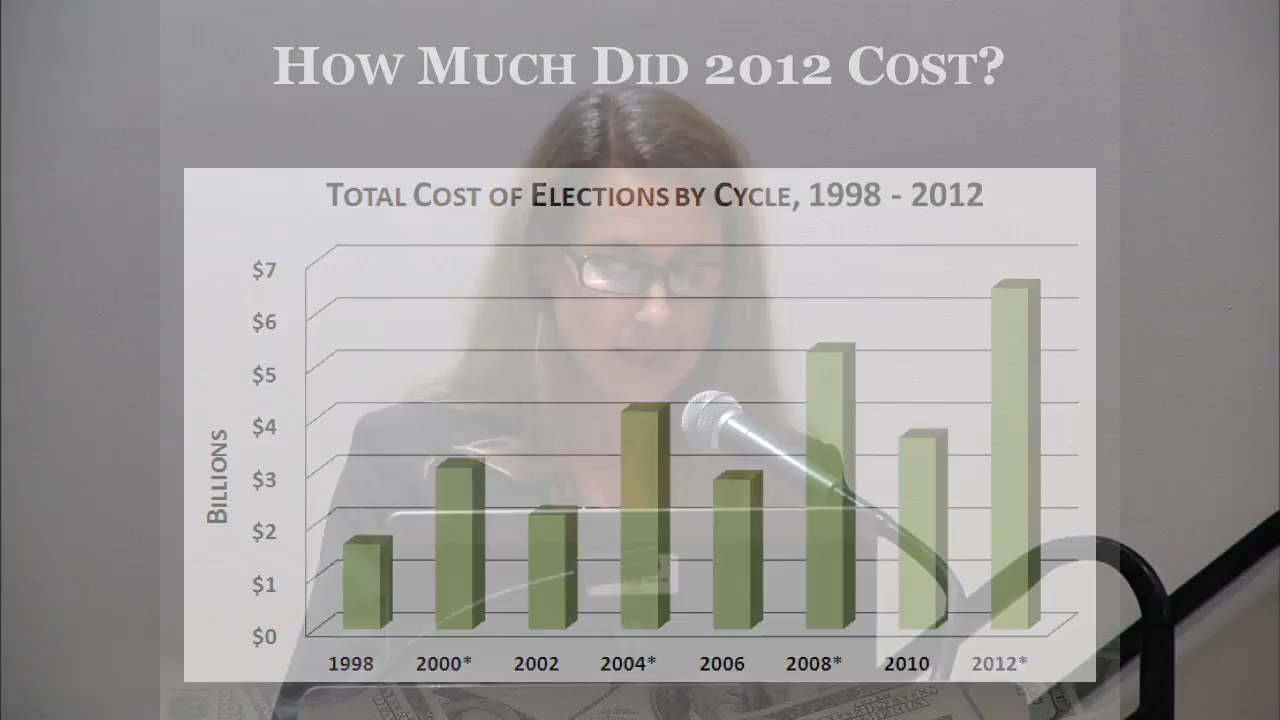 HOW MUCH DID 2012 COST?
TOTAL COST OF ELECTIONS BY CYCLE, 1998 - 2012
$7
$6
$5
$4
$3
$2
$1
$0
BILLIONS
1998 2000* 2002 2004* 2006 2008* 2010 2012*